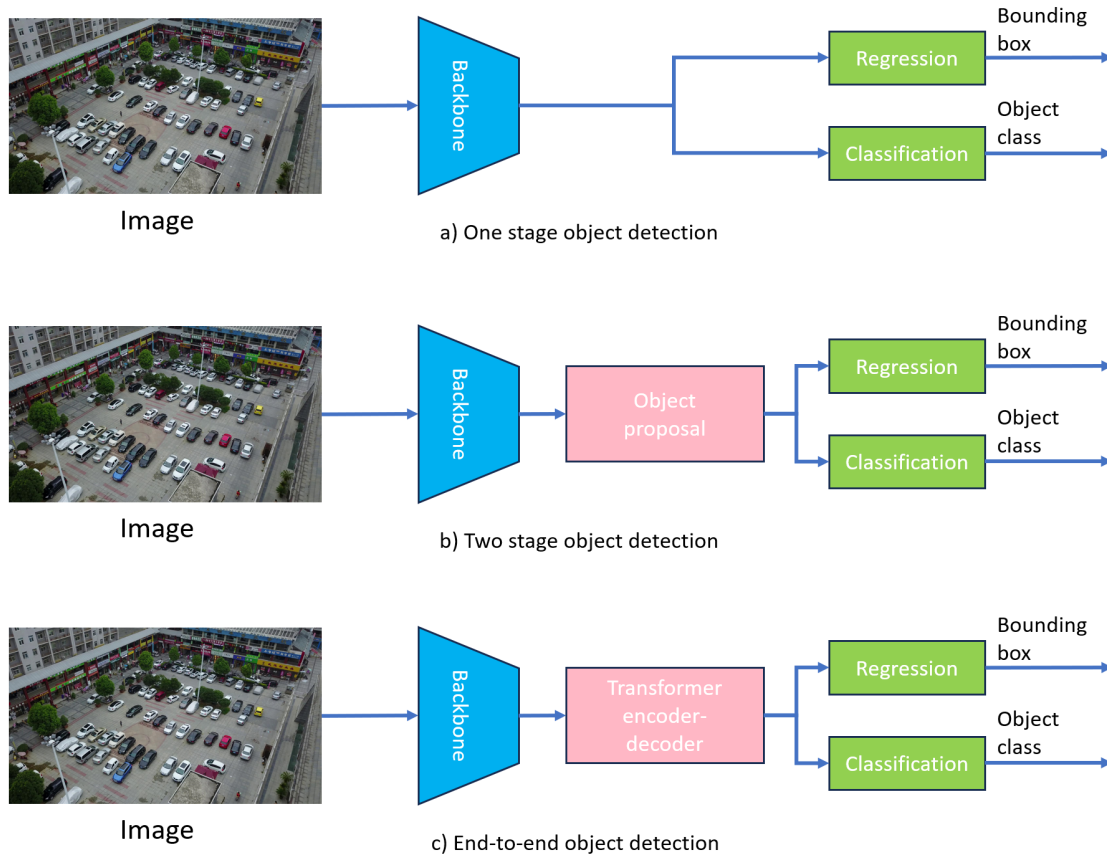 Image
Backbone
Regression
Classification
Bounding
box
Object
class
a) One stage object detection
Image
Backbone
Object
proposal
Regression
Classification
Bounding
box
Object
class
b) Two stage object detection
Image
Backbone
Transformer
encoder-
decoder
Regression
Classification
Bounding
box
Object
class
c) End-to-end object detection